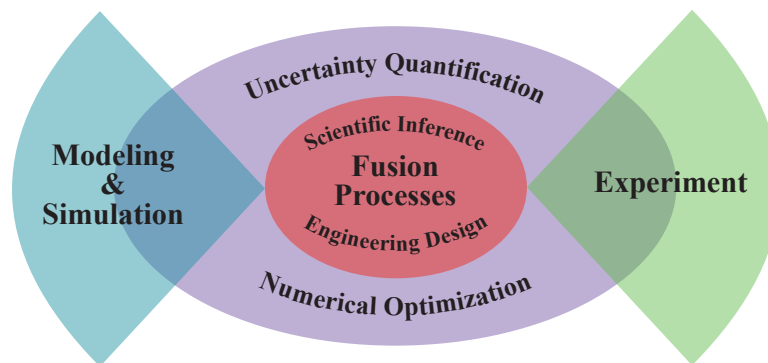 Uncertainty Quantification
Scientific Inference
Modeling
&
Simulation
Fusion
Processes
Experiment
Engineering Design
Numerical Optimization